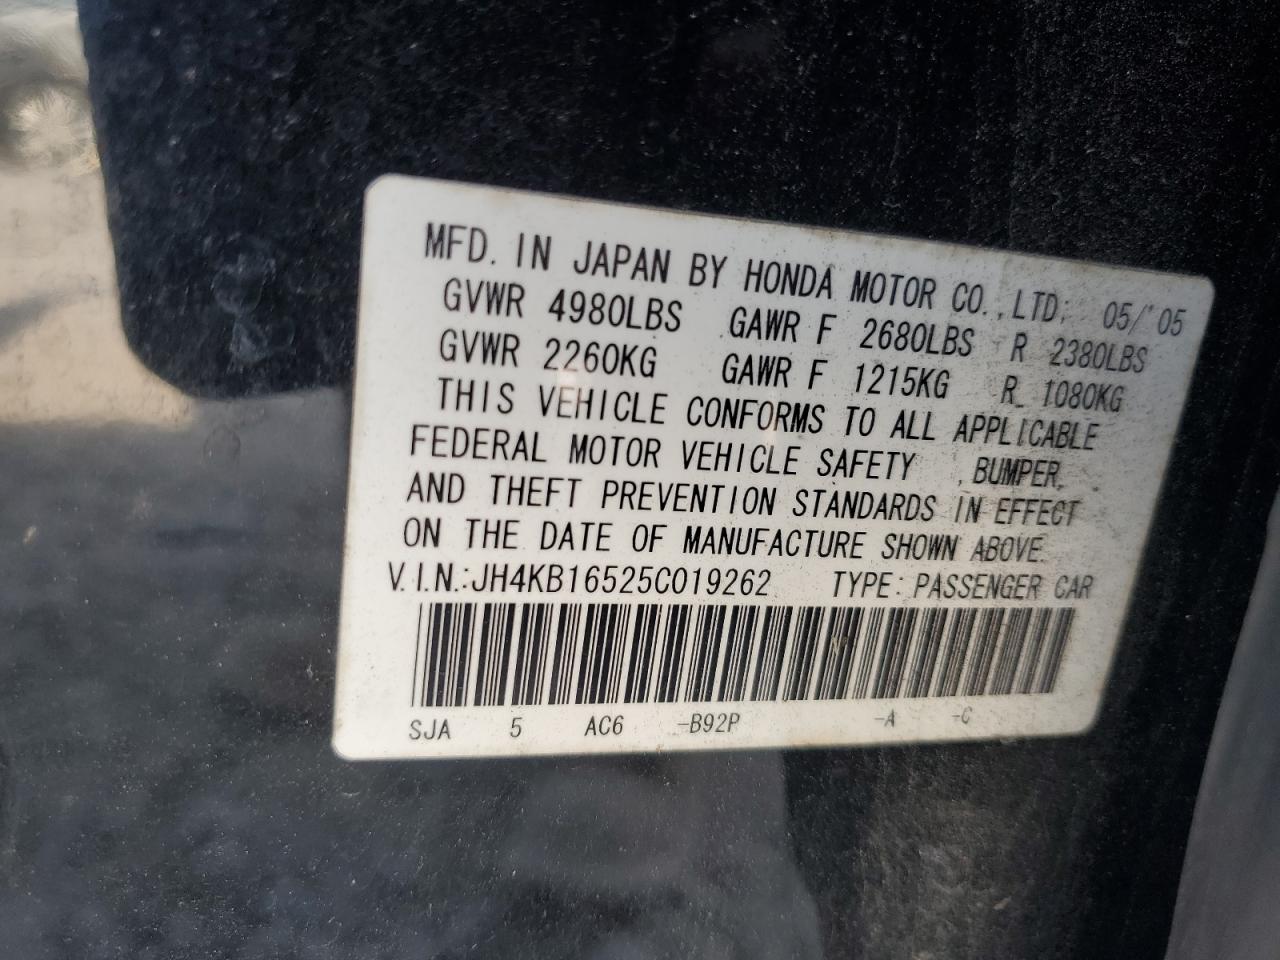 MFD. IN JAPAN BY HONDA MOTOR CO.,LTD; 05/'05
GVWR 4980LBS GAWR F 2680LBS R 2380LBS
GVWR 2260KG GAWR F 1215KG R 1080KG
THIS VEHICLE CONFORMS TO ALL APPLICABLE
FEDERAL MOTOR VEHICLE SAFETY , BUMPER,
AND THEFT PREVENTION STANDARDS IN EFFECT
ON THE DATE OF MANUFACTURE SHOWN ABOVE.
V.I.N.:JH4KB16525C019262 TYPE: PASSENGER CAR
SJA 5 AC6 -B92P -A -C